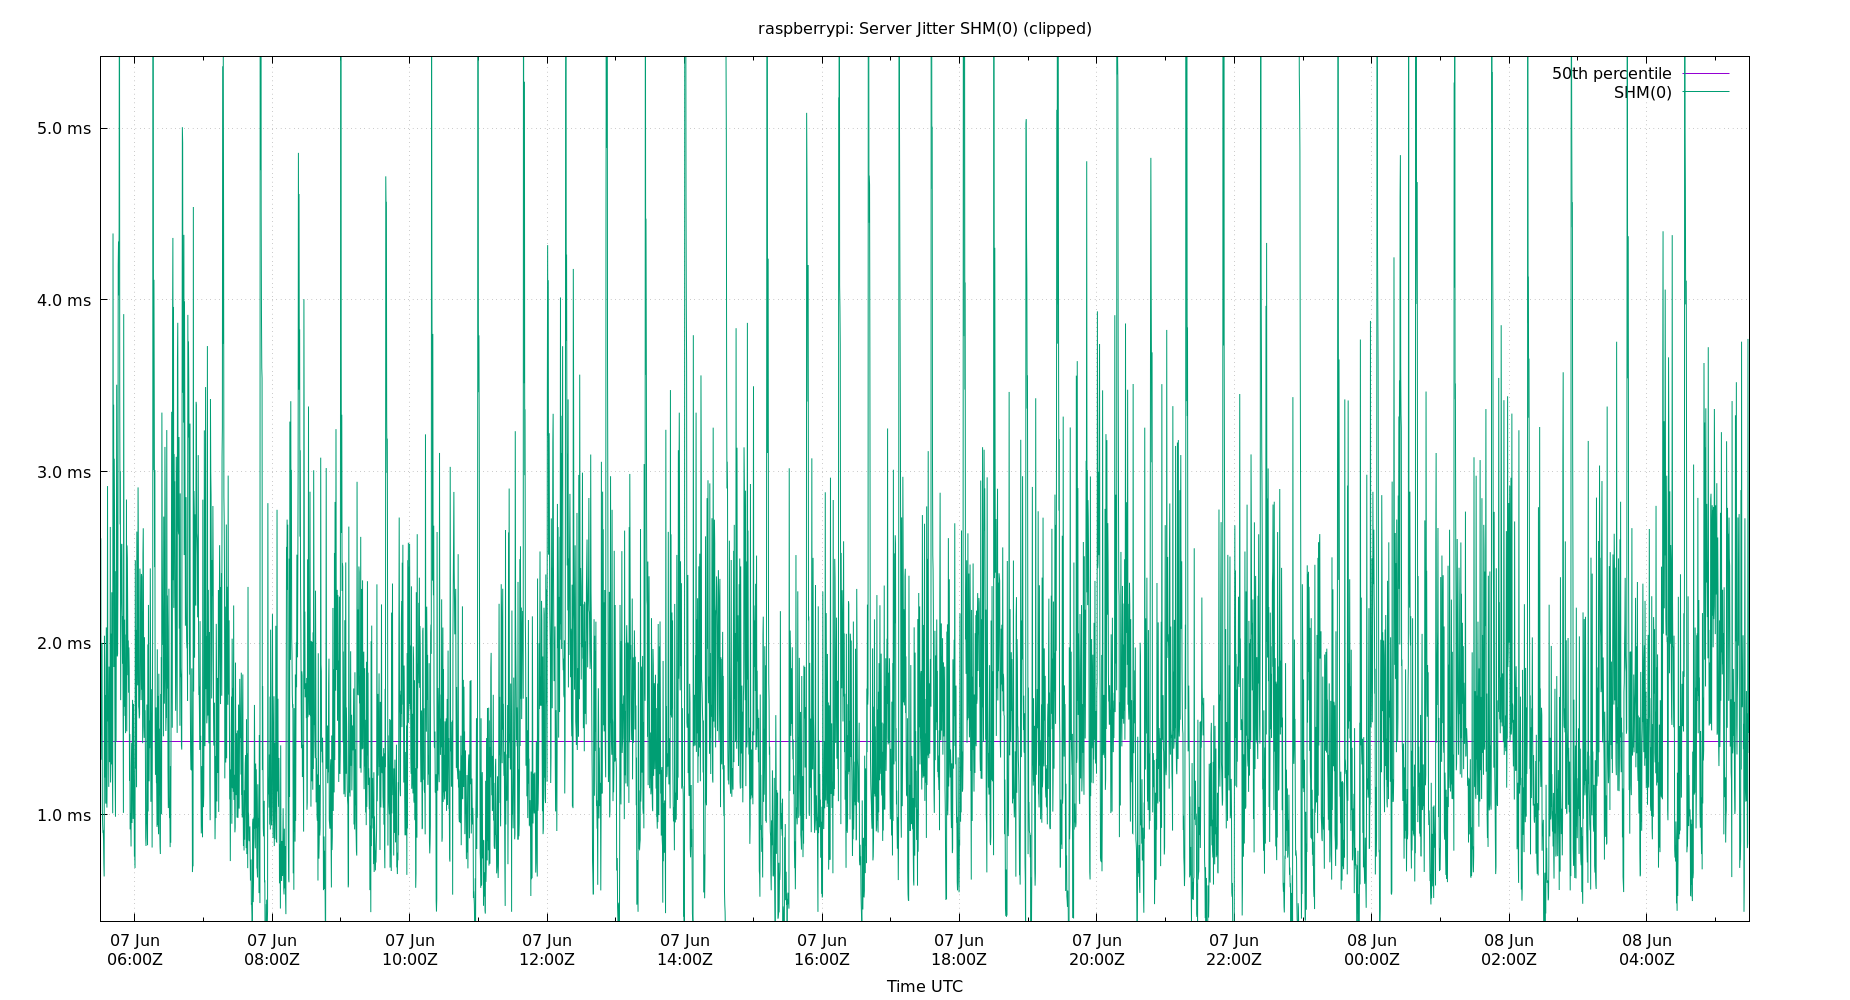 raspberrypi: Server Jitter SHM(0) (clipped)
50th percentile
SHM(0)
5.0 ms
4.0 ms
3.0 ms
2.0 ms
1.0 ms
07 Jun 07 Jun 07 Jun 07 Jun 07 Jun 07 Jun 07 Jun 07 Jun 07 Jun 08 Jun 08 Jun 08 Jun
06:00Z 08:00Z 10:00Z 12:00Z 14:00Z 16:00Z 18:00Z 20:00Z 22:00Z 00:00Z 02:00Z 04:00Z
Time UTC